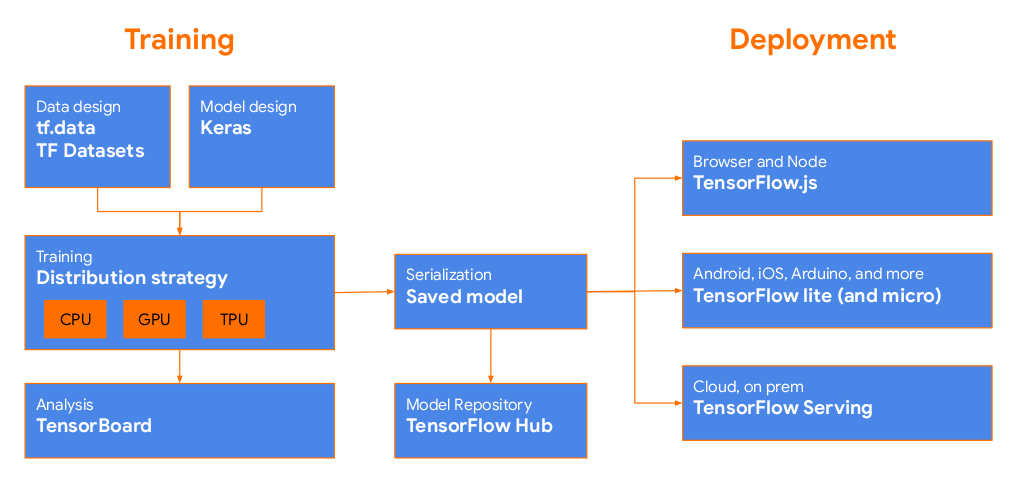 Training
Deployment
Data design
tf.data
TF Datasets
Model design
Keras
Training
Distribution strategy
CPU
GPU
TPU
Analysis
TensorBoard
Serialization
Saved model
Model Repository
TensorFlow Hub
Browser and Node
TensorFlow.js
Android, iOS, Arduino, and more
TensorFlow lite (and micro)
Cloud, on prem
TensorFlow Serving